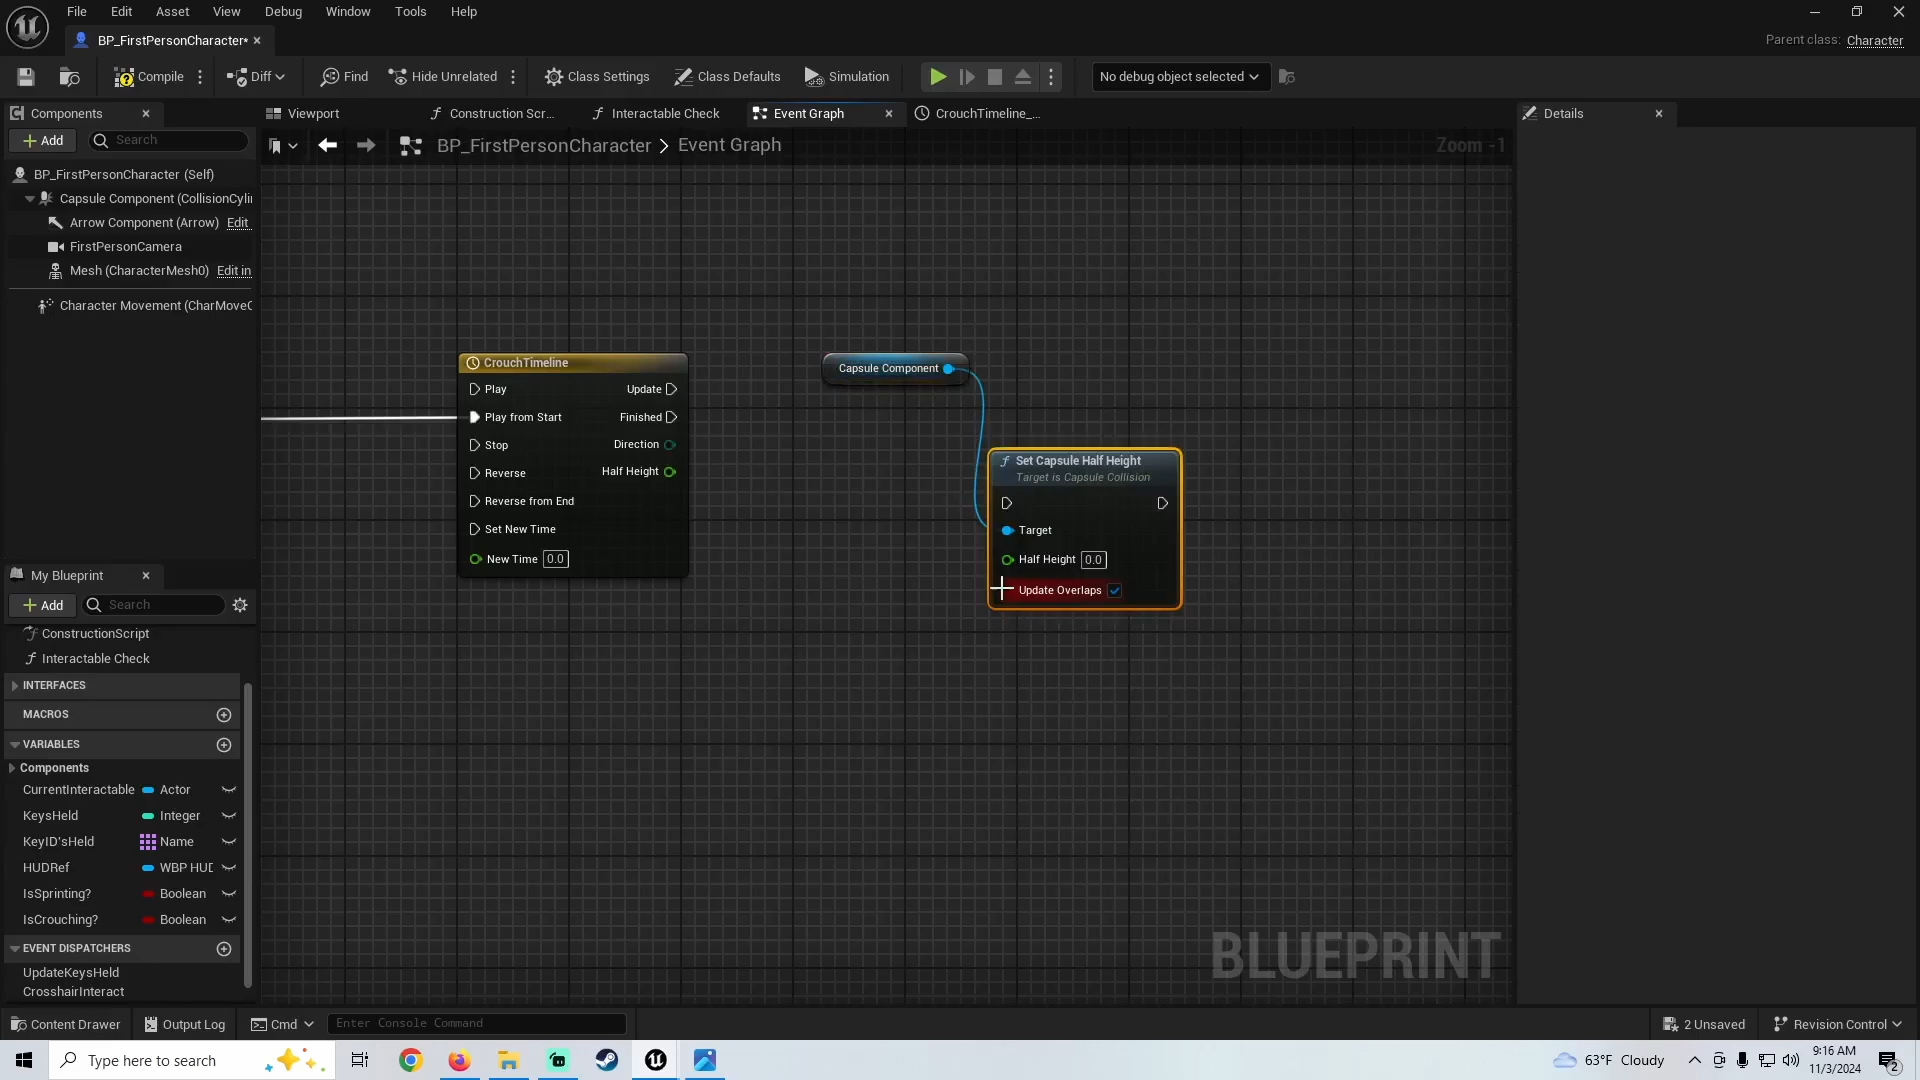 File Edit Asset View Debug Window Tools Help
BP_FirstPersonCharacter*
Parent class: Character
Compile Diff Find Hide Unrelated Class Settings Class Defaults Simulation No debug object selected
Components
Viewport Construction Scr... Interactable Check Event Graph CrouchTimeline_...
Details
Add Search
BP_FirstPersonCharacter > Event Graph
Zoom -1
BP_FirstPersonCharacter (Self)
Capsule Component (CollisionCylin
Arrow Component (Arrow) Edit
FirstPersonCamera
Mesh (CharacterMesh0) Edit in
Character Movement (CharMoveC
CrouchTimeline
Play Update
Play from Start Finished
Stop Direction
Reverse Half Height
Reverse from End
Set New Time
New Time 0.0
Capsule Component
Set Capsule Half Height
Target is Capsule Collision
Target
Half Height 0.0
Update Overlaps
My Blueprint
Add Search
ConstructionScript
Interactable Check
INTERFACES
MACROS
VARIABLES
Components
CurrentInteractable Actor
KeysHeld Integer
KeyID'sHeld Name
HUDRef WBP HUD
IsSprinting? Boolean
IsCrouching? Boolean
EVENT DISPATCHERS
UpdateKeysHeld
CrosshairInteract
BLUEPRINT
Content Drawer Output Log Cmd Enter Console Command 2 Unsaved Revision Control
Type here to search
63°F Cloudy
9:16 AM
11/3/2024
2